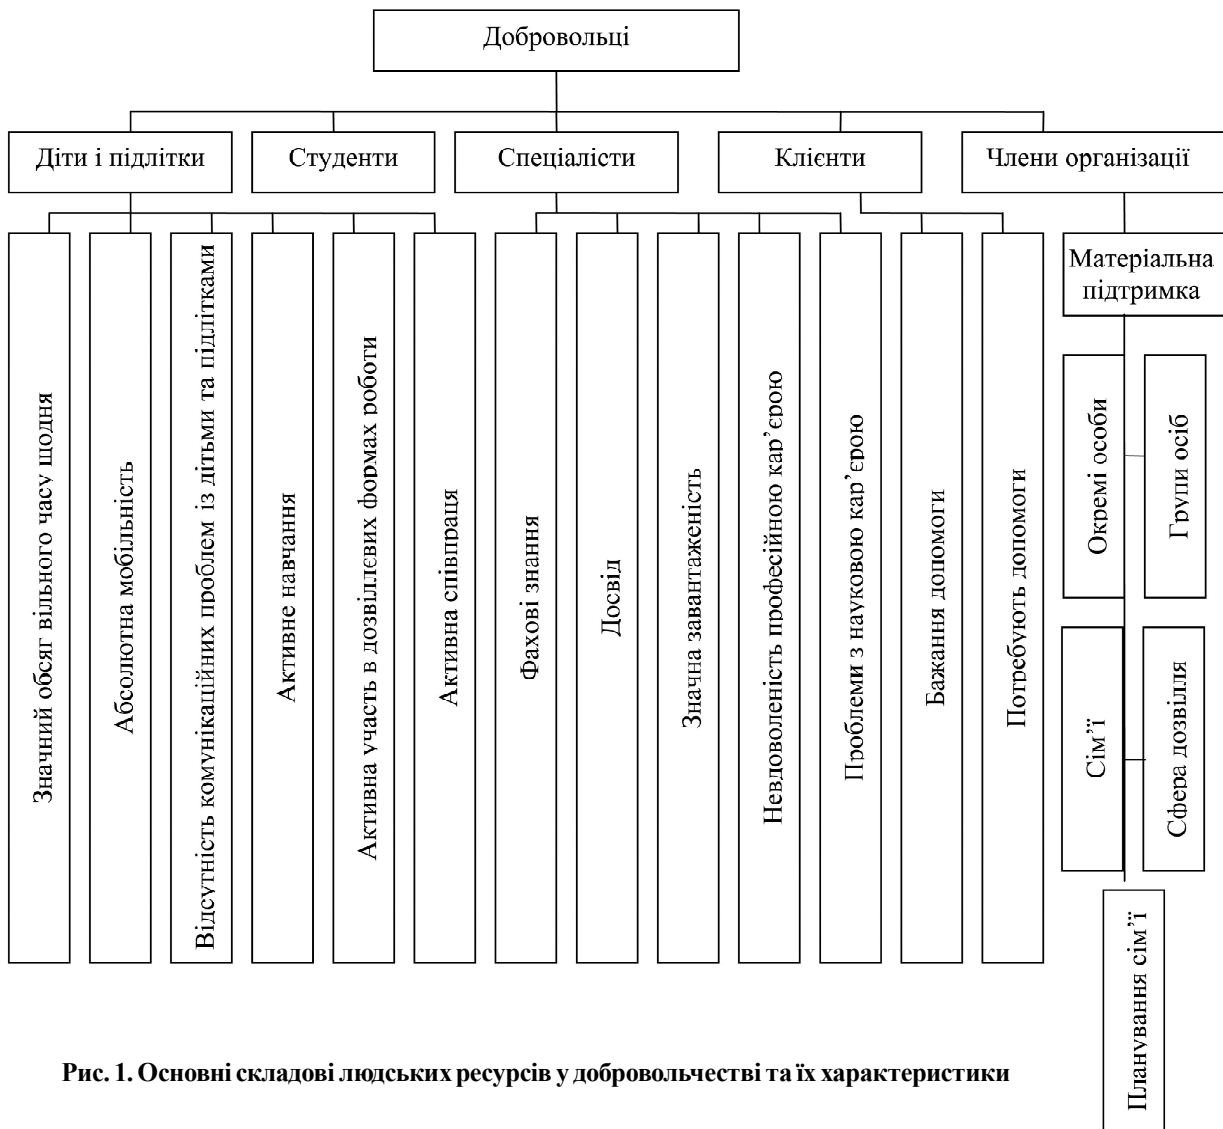 Добровольці
Діти і підлітки
Студенти
Спеціалісти
Клієнти
Члени організації
Значний обсяг вільного часу щодня
Абсолютна мобільність
Відсутність комунікаційних проблем із дітьми та підлітками
Активне навчання
Активна участь в дозвіллєвих формах роботи
Активна співпраця
Фахові знання
Досвід
Значна завантаженість
Невдоволеність професійною кар’єрою
Проблеми з науковою кар’єрою
Бажання допомоги
Потребують допомоги
Матеріальна
підтримка
Окремі особи
Групи осіб
Сім’ї
Сфера дозвілля
Планування сім’ї
Рис. 1. Основні складові людських ресурсів у добровольчестві та їх характеристики